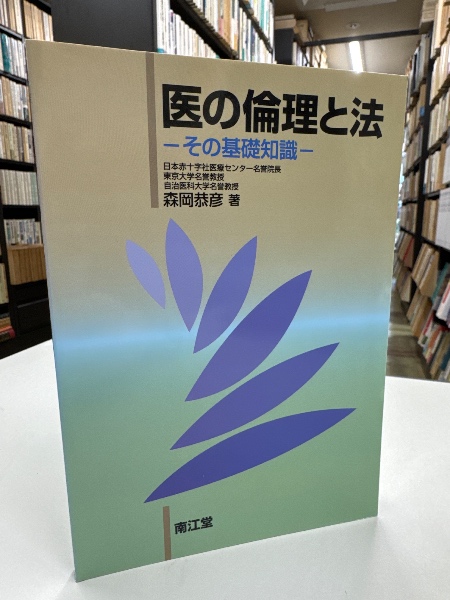 医の倫理と法
－その基礎知識－
日本赤十字社医療センター名誉院長
東京大学名誉教授
自治医科大学名誉教授
森岡恭彦 著
南江堂